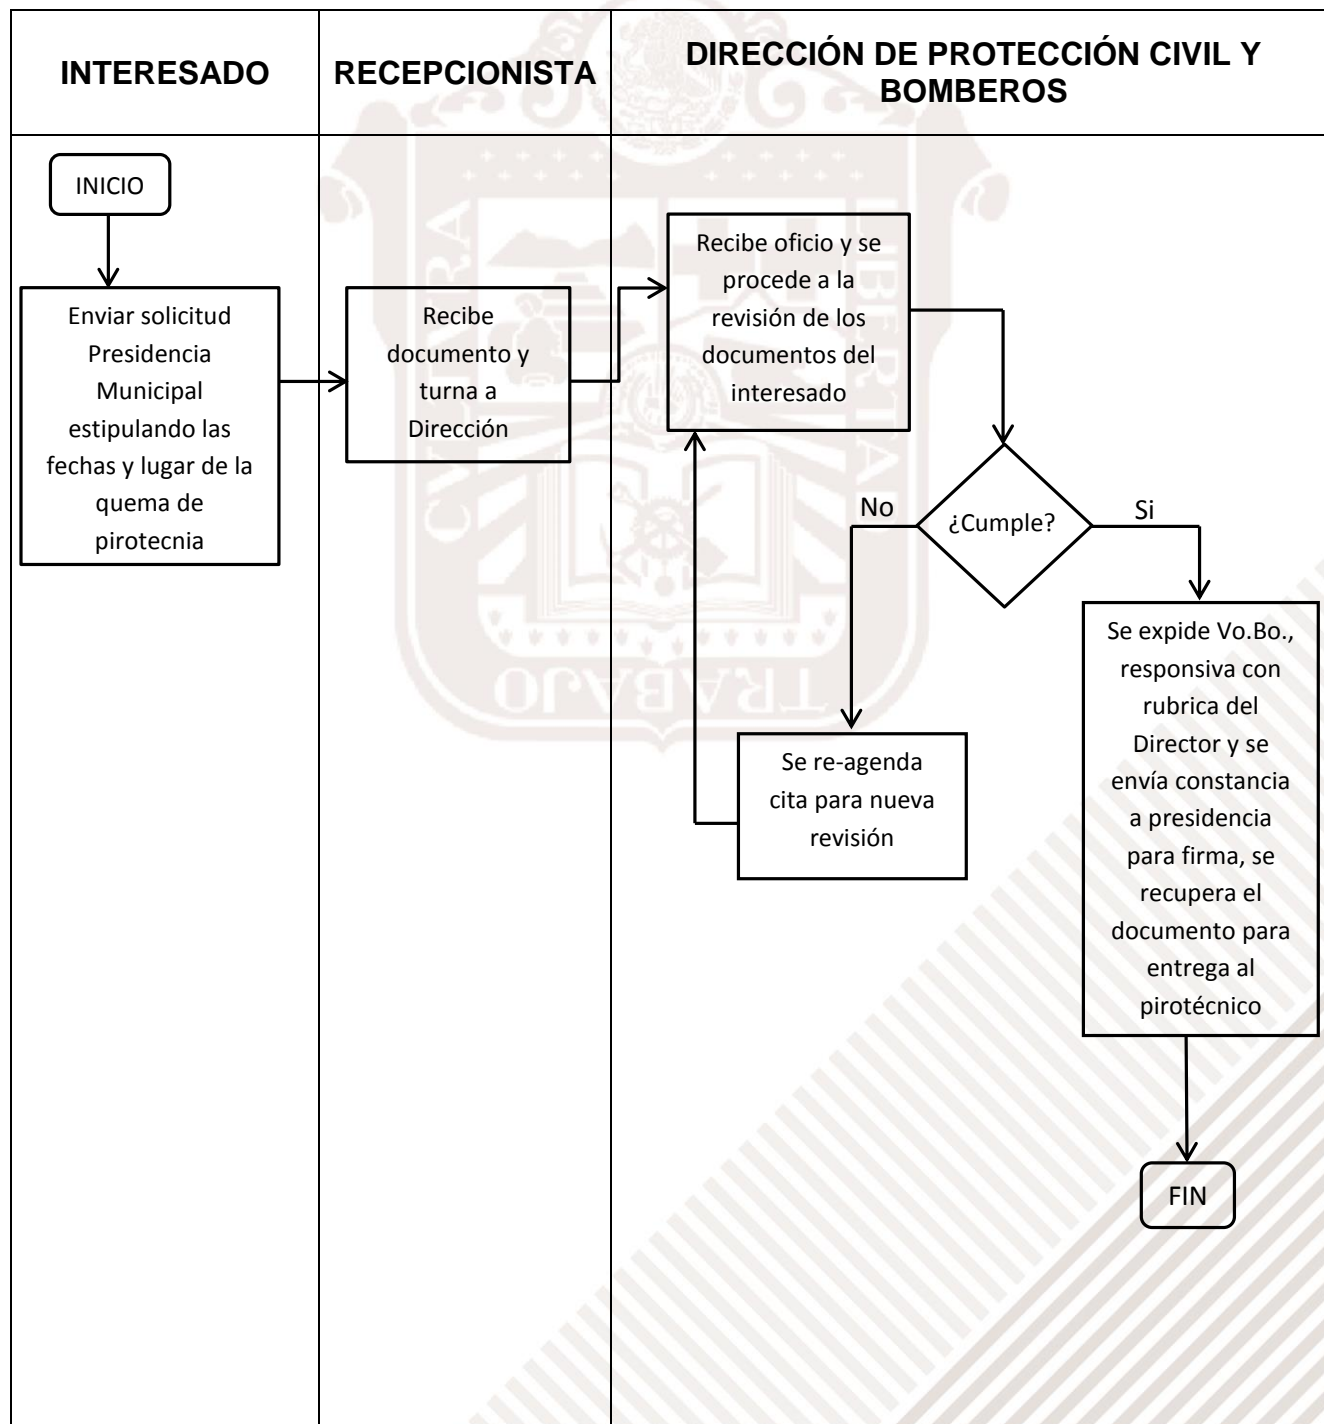 INTERESADO
RECEPCIONISTA
DIRECCIÓN DE PROTECCIÓN CIVIL Y
BOMBEROS
INICIO
Enviar solicitud
Presidencia
Municipal
estipulando las
fechas y lugar de la
quema de
pirotecnia
Recibe
documento y
turna a
Dirección
Recibe oficio y se
procede a la
revisión de los
documentos del
interesado
¿Cumple?
No
Si
Se re-agenda
cita para nueva
revisión
Se expide Vo.Bo.,
responsiva con
rubrica del
Director y se
envía constancia
a presidencia
para firma, se
recupera el
documento para
entrega al
pirotécnico
FIN
CVLTVRA
LIBERTAD
TRABAJO